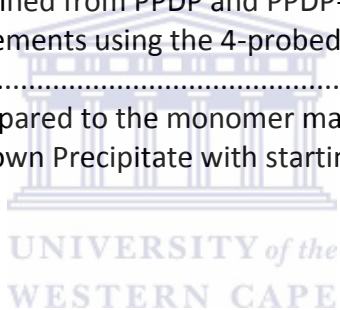 ined from PPDP and PPDP-
ements using the 4-probed
......................................................
pared to the monomer ma
own Precipitate with startin
UNIVERSITY of the
WESTERN CAPE